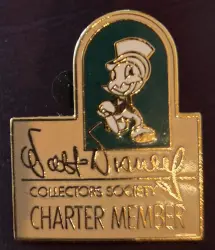 Walt Disney
COLLECTORS SOCIETY
CHARTER MEMBER